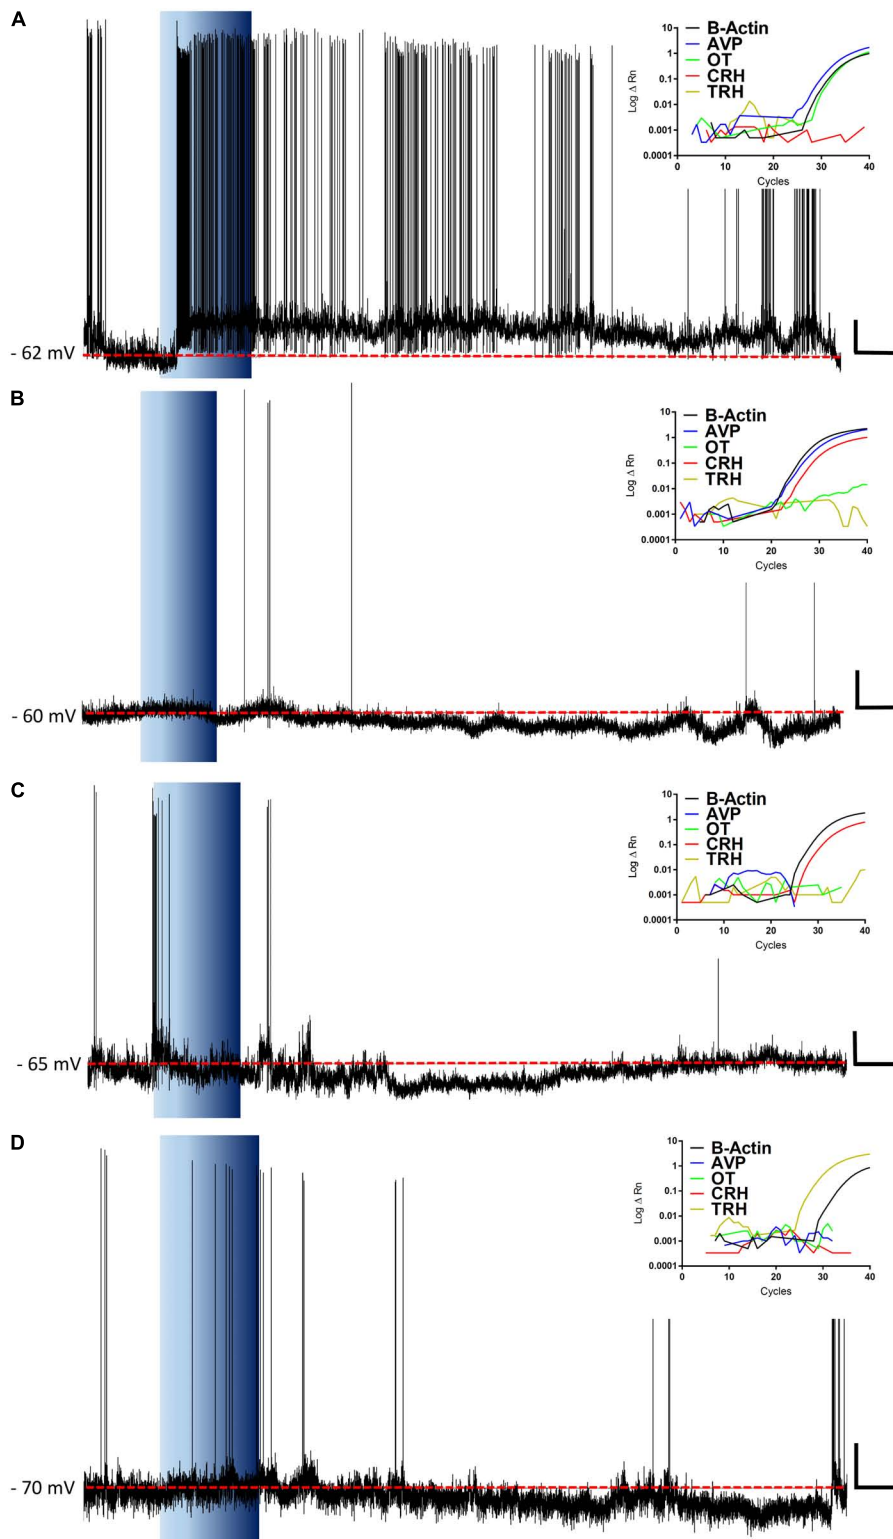 A
B-Actin
AVP
OT
CRH
TRH
Log Δ Rn
10
1
0.1
0.01
0.001
0.0001
0 10 20 30 40
Cycles
- 62 mV
B
B-Actin
AVP
OT
CRH
TRH
Log Δ Rn
10
1
0.1
0.01
0.001
0.0001
0 10 20 30 40
Cycles
- 60 mV
C
B-Actin
AVP
OT
CRH
TRH
Log Δ Rn
10
1
0.1
0.01
0.001
0.0001
0 10 20 30 40
Cycles
- 65 mV
D
B-Actin
AVP
OT
CRH
TRH
Log Δ Rn
10
1
0.1
0.01
0.001
0.0001
0 10 20 30 40
Cycles
- 70 mV